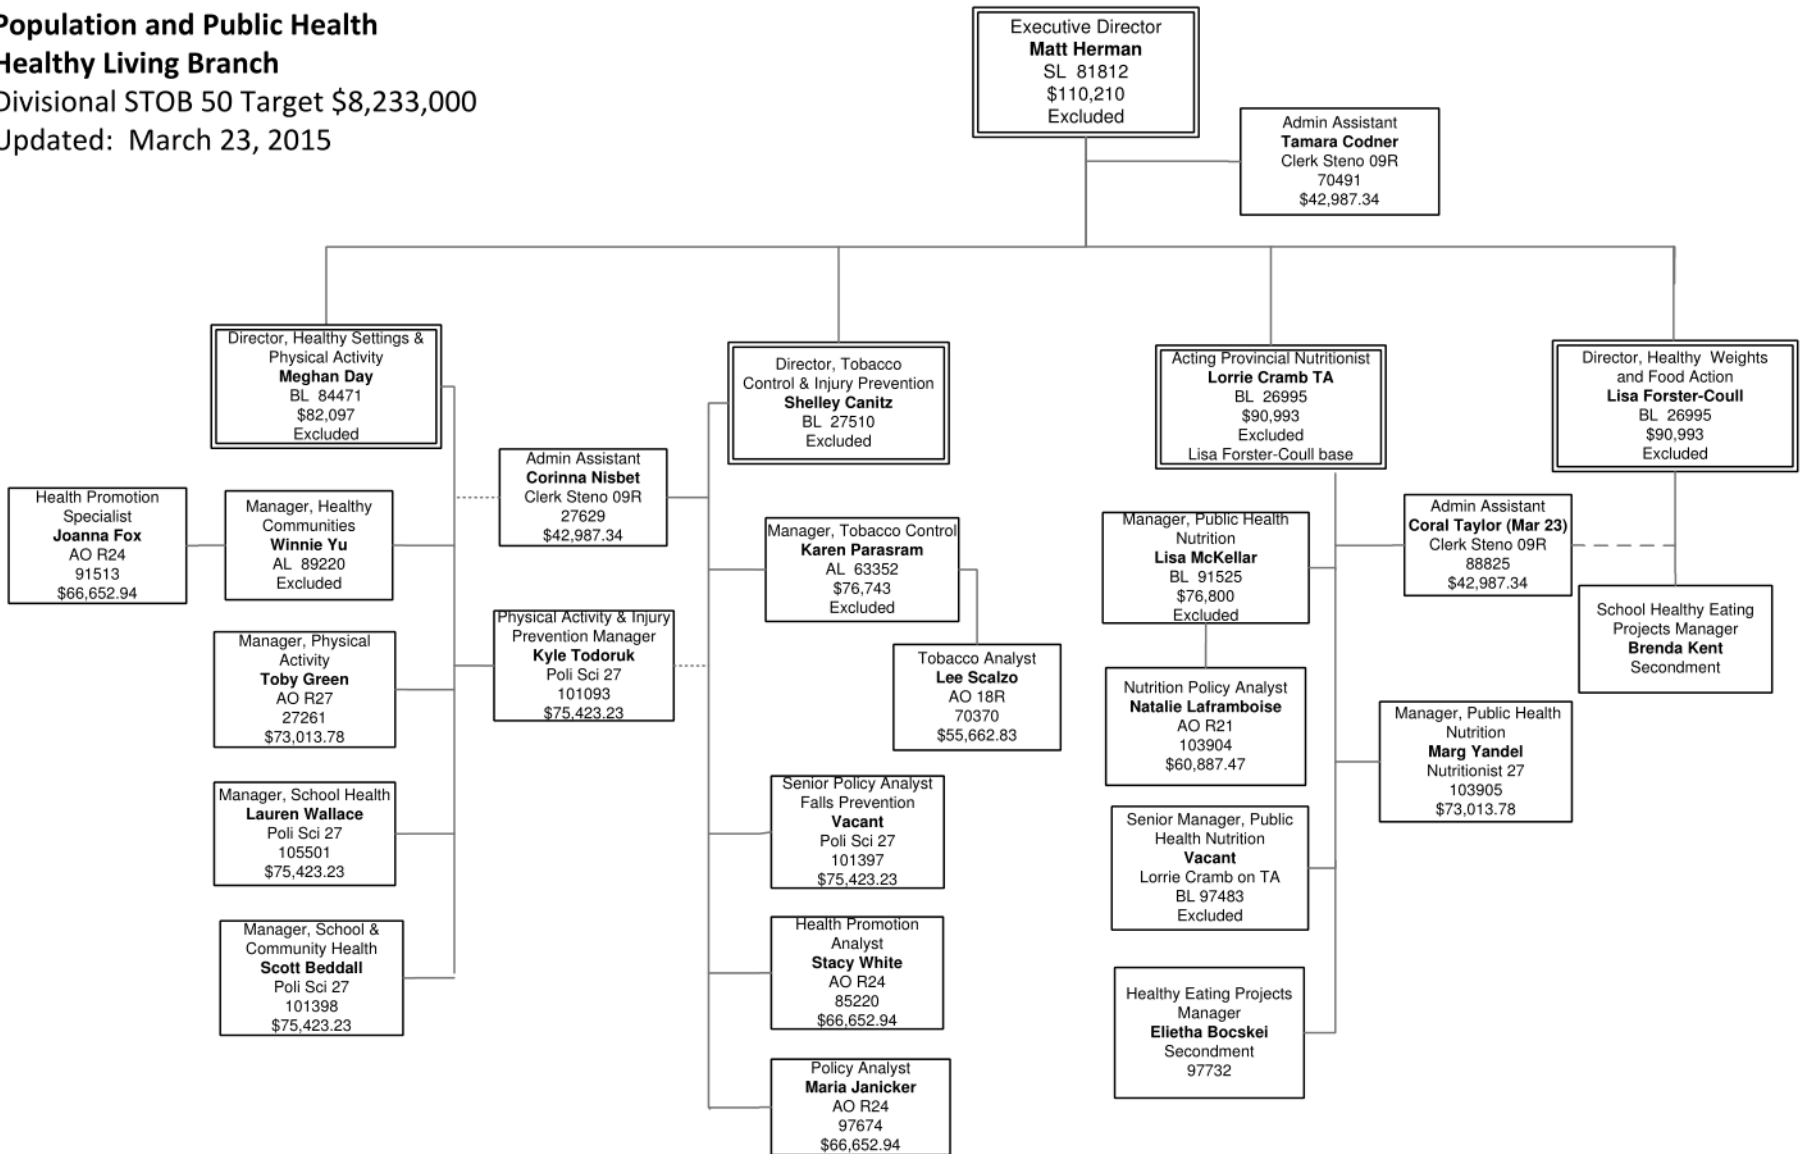 Population and Public Health
Healthy Living Branch
Divisional STOB 50 Target $8,233,000
Updated:  March 23, 2015
Executive Director
Matt Herman
SL  81812
$110,210
Excluded
Admin Assistant
Tamara Codner
Clerk Steno 09R
70491
$42,987.34
Director, Healthy Settings &
Physical Activity
Meghan Day
BL  84471
$82,097
Excluded
Director, Tobacco
Control & Injury Prevention
Shelley Canitz
BL  27510
Excluded
Acting Provincial Nutritionist
Lorrie Cramb TA
BL  26995
$90,993
Excluded
Lisa Forster-Coull base
Director, Healthy  Weights
and Food Action
Lisa Forster-Coull
BL  26995
$90,993
Excluded
Health Promotion
Specialist
Joanna Fox
AO R24
91513
$66,652.94
Manager, Healthy
Communities
Winnie Yu
AL  89220
Excluded
Admin Assistant
Corinna Nisbet
Clerk Steno 09R
27629
$42,987.34
Manager, Physical
Activity
Toby Green
AO R27
27261
$73,013.78
Physical Activity & Injury
Prevention Manager
Kyle Todoruk
Poli Sci 27
101093
$75,423.23
Manager, School Health
Lauren Wallace
Poli Sci 27
105501
$75,423.23
Manager, School &
Community Health
Scott Beddall
Poli Sci 27
101398
$75,423.23
Manager, Tobacco Control
Karen Parasram
AL  63352
$76,743
Excluded
Tobacco Analyst
Lee Scalzo
AO 18R
70370
$55,662.83
Senior Policy Analyst
Falls Prevention
Vacant
Poli Sci 27
101397
$75,423.23
Health Promotion
Analyst
Stacy White
AO R24
85220
$66,652.94
Policy Analyst
Maria Janicker
AO R24
97674
$66,652.94
Manager, Public Health
Nutrition
Lisa McKellar
BL  91525
$76,800
Excluded
Admin Assistant
Coral Taylor (Mar 23)
Clerk Steno 09R
88825
$42,987.34
School Healthy Eating
Projects Manager
Brenda Kent
Secondment
Nutrition Policy Analyst
Natalie Laframboise
AO R21
103904
$60,887.47
Manager, Public Health
Nutrition
Marg Yandel
Nutritionist 27
103905
$73,013.78
Senior Manager, Public
Health Nutrition
Vacant
Lorrie Cramb on TA
BL 97483
Excluded
Healthy Eating Projects
Manager
Elietha Bocskei
Secondment
97732